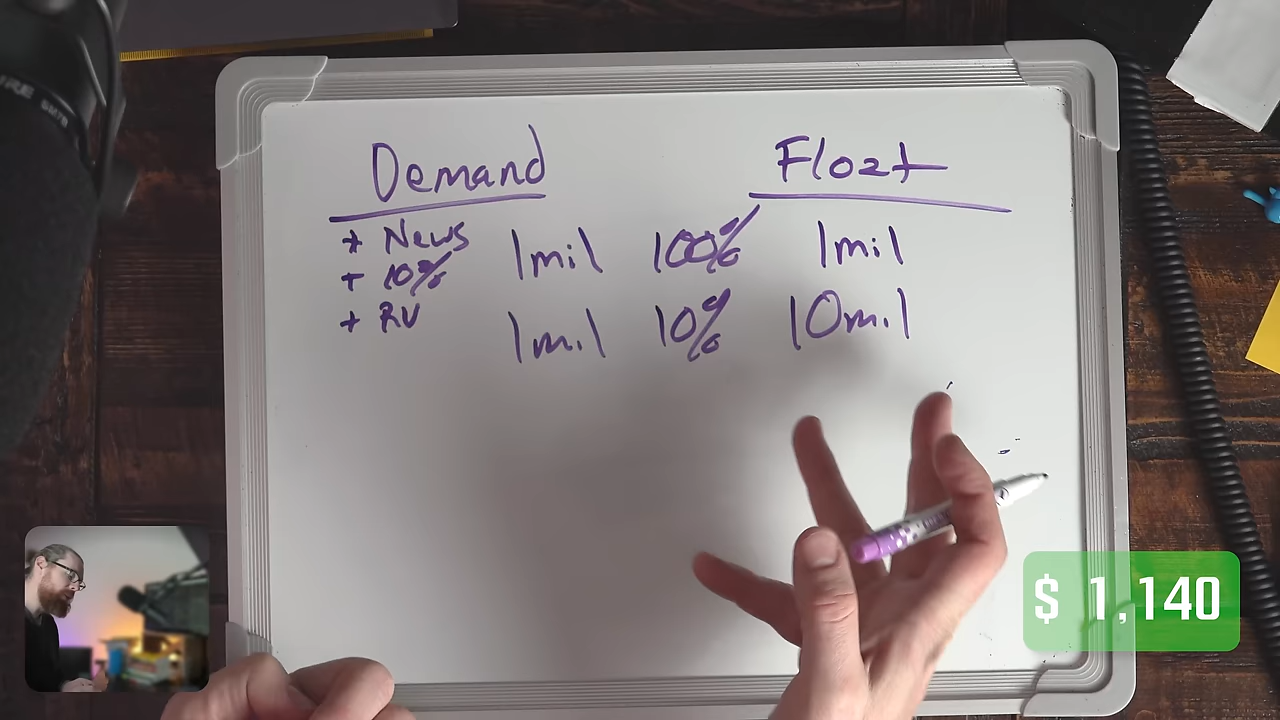 Demand Float
+ News 1mil 100% 1mil
+ 10%
+ RV 1mil 10% 10mil
$ 1,140